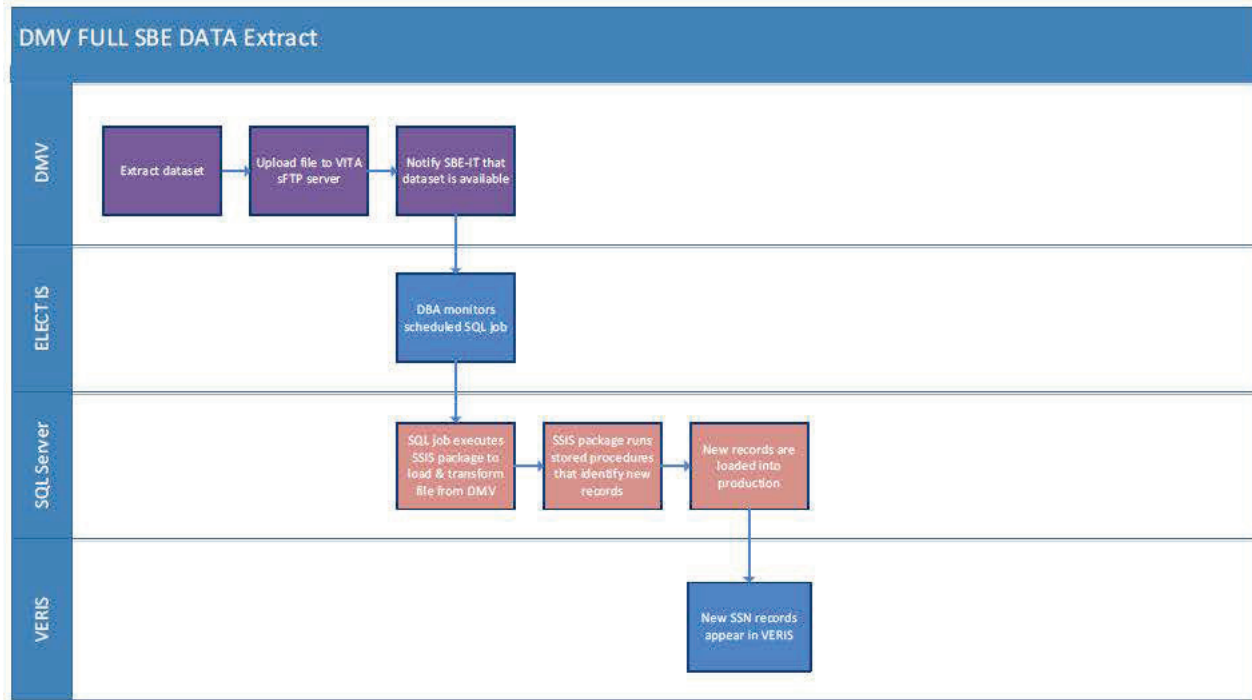 DMV FULL SBE DATA Extract
DMV
Extract dataset
Upload file to VITA
sFTP server
Notify SBE-IT that
dataset is available
ELECT IS
DBA monitors
scheduled SQL job
SQL Server
SQL job executes
SSIS package to
load & transform
file from DMV
SSIS package runs
stored procedures
that identify new
records
New records are
loaded into
production
VERIS
New SSN records
appear in VERIS